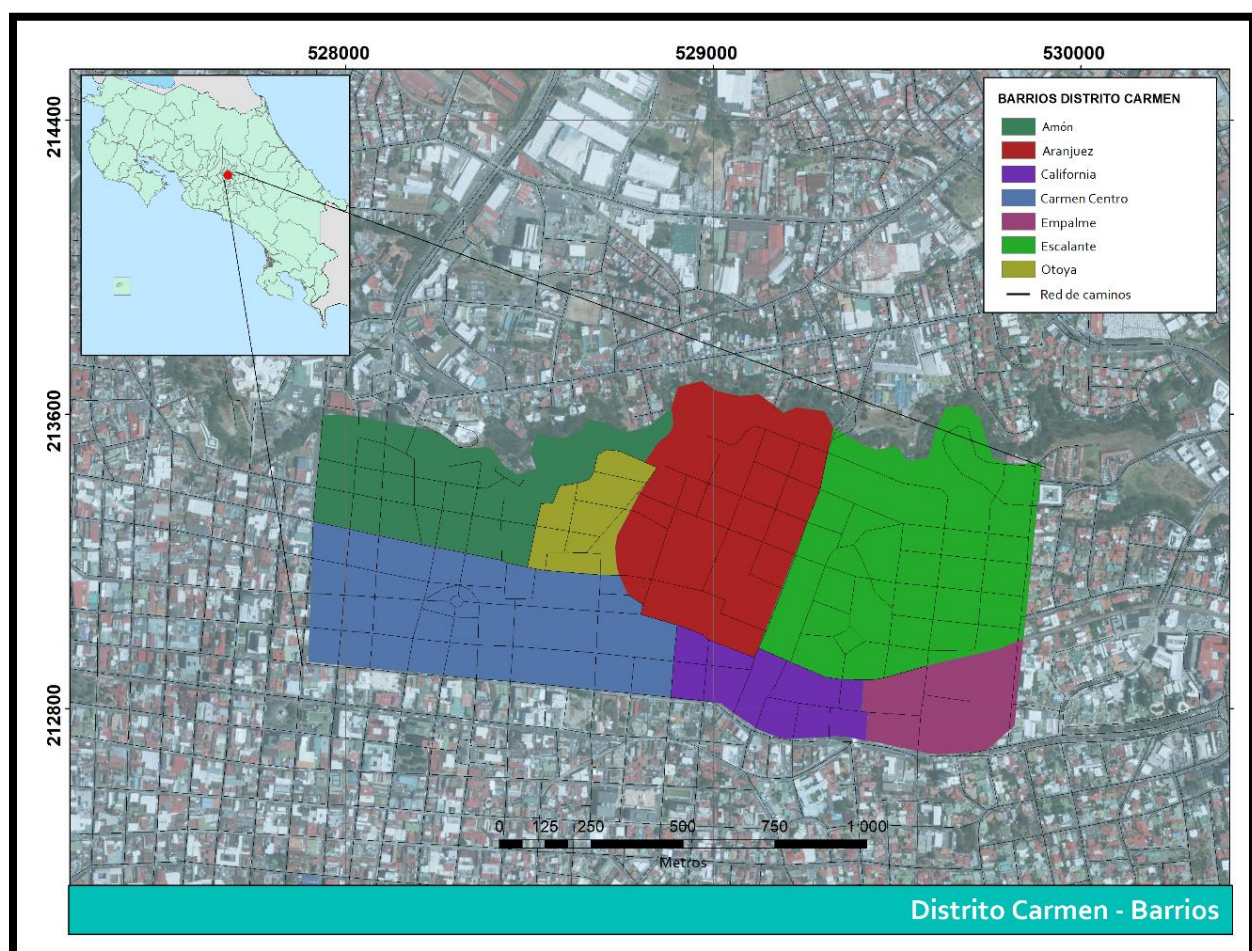 528000
529000
530000
214400
213600
212800
BARRIOS DISTRITO CARMEN
Amón
Aranjuez
California
Carmen Centro
Empalme
Escalante
Otoya
Red de caminos
0 125 250 500 750 1 000
Metros
Distrito Carmen - Barrios